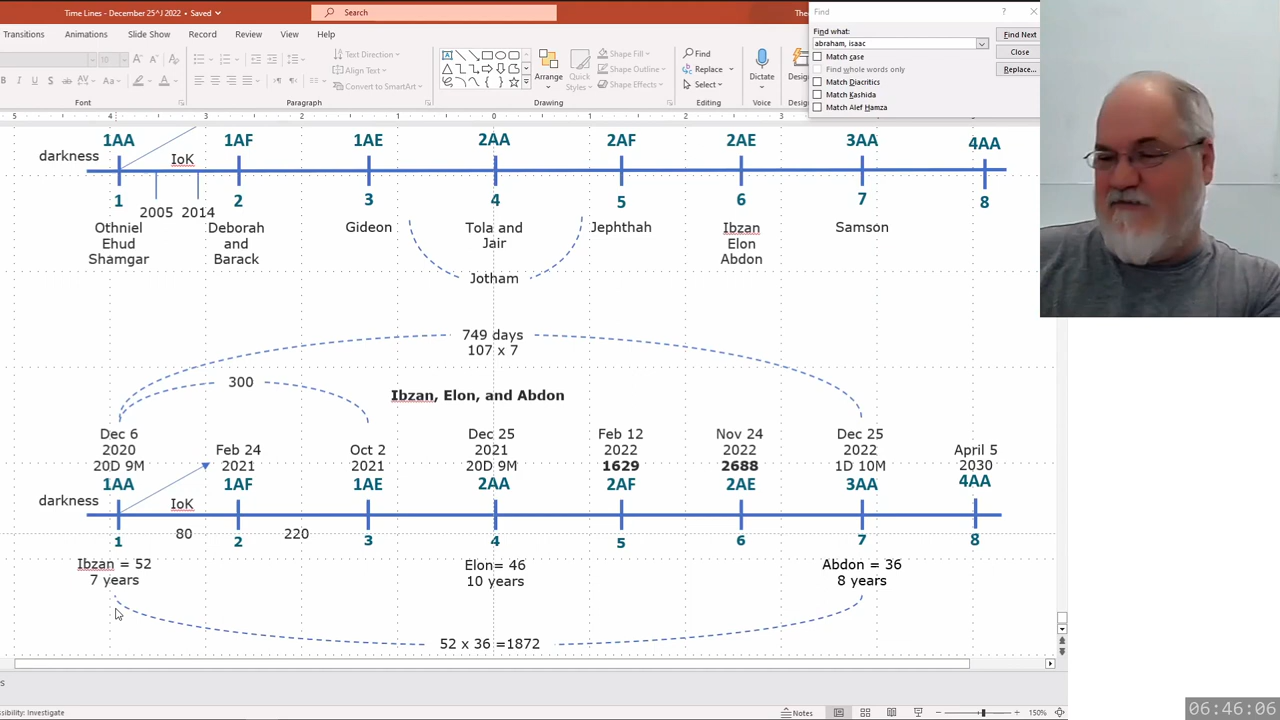 Time Lines - December 25^J 2022 • Saved
Search
Find
Transitions
Animations
Slide Show
Record
Review
View
Help
Find what:
Find Next
abraham, isaac
Close
Match case
Find whole words only
Replace...
Match Diacritics
Match Kashida
Match Alef Hamza
Text Direction
Align Text
Convert to SmartArt
Arrange
Quick
Styles
Shape Fill
Shape Outline
Shape Effects
Find
Replace
Select
Dictate
Font
Paragraph
Drawing
Editing
Voice
1AA
1AF
1AE
2AA
2AF
2AE
3AA
4AA
darkness
IoK
1
2
3
4
5
6
7
8
2005
2014
Othniel
Ehud
Shamgar
Deborah
and
Barack
Gideon
Tola and
Jair
Jephthah
Ibzan
Elon
Abdon
Samson
Jotham
749 days
107 x 7
300
Ibzan, Elon, and Abdon
Dec 6
2020
20D 9M
Feb 24
2021
Oct 2
2021
Dec 25
2021
20D 9M
Feb 12
2022
1629
Nov 24
2022
2688
Dec 25
2022
1D 10M
April 5
2030
1AA
1AF
1AE
2AA
2AF
2AE
3AA
4AA
darkness
IoK
80
220
1
2
3
4
5
6
7
8
Ibzan = 52
7 years
Elon= 46
10 years
Abdon = 36
8 years
52 x 36 =1872
ibility: Investigate
Notes
150%
06:46:06